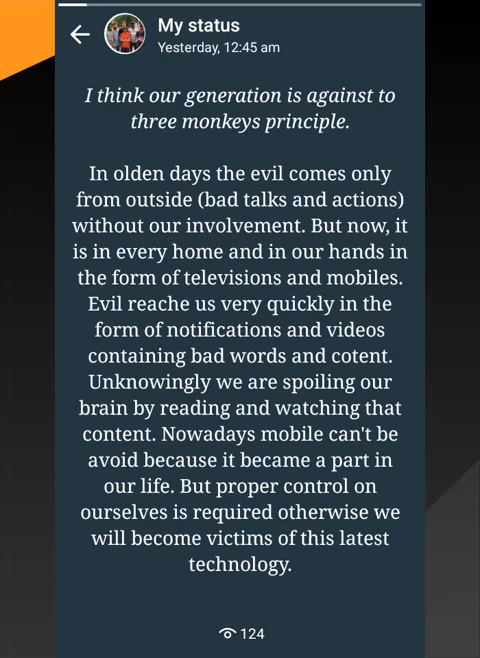 My status
Yesterday, 12:45 am
I think our generation is against to
three monkeys principle.
In olden days the evil comes only
from outside (bad talks and actions)
without our involvement. But now, it
is in every home and in our hands in
the form of televisions and mobiles.
Evil reache us very quickly in the
form of notifications and videos
containing bad words and cotent.
Unknowingly we are spoiling our
brain by reading and watching that
content. Nowadays mobile can't be
avoid because it became a part in
our life. But proper control on
ourselves is required otherwise we
will become victims of this latest
technology.
124